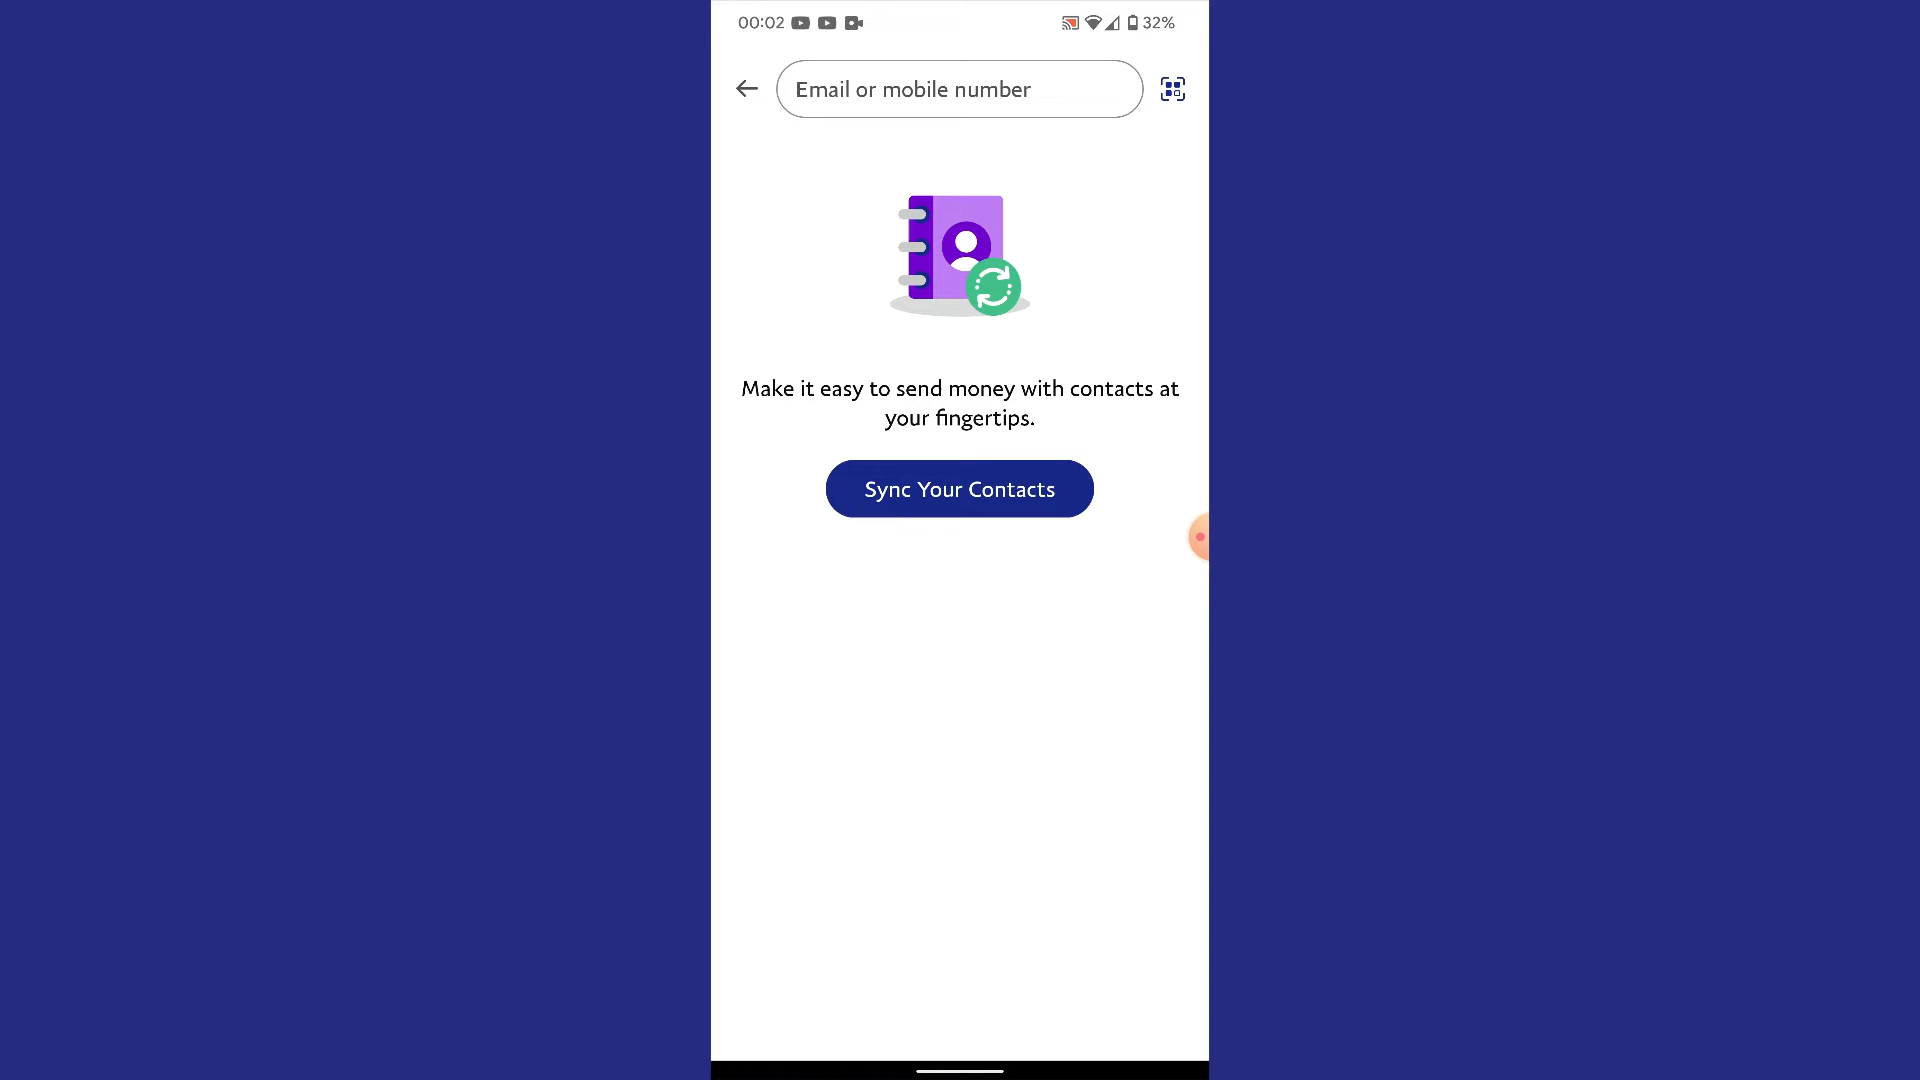 00:02
32%
Email or mobile number
Make it easy to send money with contacts at
your fingertips.
Sync Your Contacts